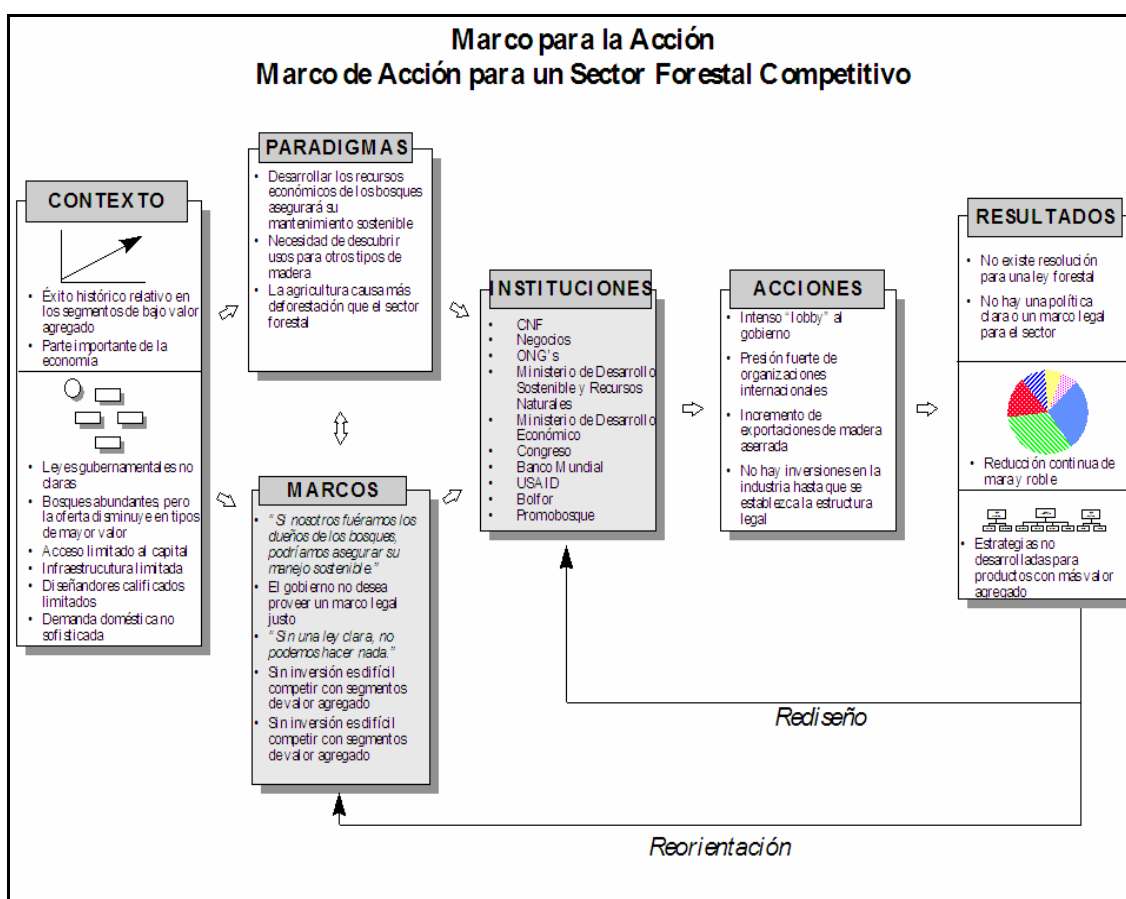 Marco para la Acción
Marco de Acción para un Sector Forestal Competitivo
CONTEXTO
• Éxito histórico relativo en
los segmentos de bajo valor
agregado
• Parte importante de la
economía
• Leyes gubernamentales no
claras
• Bosques abundantes, pero
la oferta disminuye en tipos
de mayor valor
• Acceso limitado al capital
• Infraestrucutura limitada
• Diseñandores calificados
limitados
• Demanda doméstica no
sofisticada
PARADIGMAS
• Desarrollar los recursos
económicos de los bosques
asegurará su
mantenimiento sostenible
• Necesidad de descubrir
usos para otros tipos de
madera
• La agricultura causa más
deforestación que el sector
forestal
MARCOS
• "Si nosotros fuéramos los
dueños de los bosques,
podríamos asegurar su
manejo sostenible."
• El gobierno no desea
proveer un marco legal
justo
• "Sin una ley clara, no
podemos hacer nada."
• Sin inversión es difícil
competir con segmentos
de valor agregado
• Sin inversión es difícil
competir con segmentos
de valor agregado
INSTITUCIONES
• CNF
• Negocios
• ONG's
• Ministerio de Desarrollo
Sostenible y Recursos
Naturales
• Ministerio de Desarrollo
Económico
• Congreso
• Banco Mundial
• USAID
• Bolfor
• Promobosque
ACCIONES
• Intenso "lobby" al
gobierno
• Presión fuerte de
organizaciones
internacionales
• Incremento de
exportaciones de madera
aserrada
• No hay inversiones en la
industria hasta que se
establezca la estructura
legal
RESULTADOS
• No existe resolución
para una ley forestal
• No hay una política
clara o un marco legal
para el sector
• Reducción continua de
mara y roble
• Estrategias no
desarrolladas para
productos con más valor
agregado
Rediseño
Reorientación